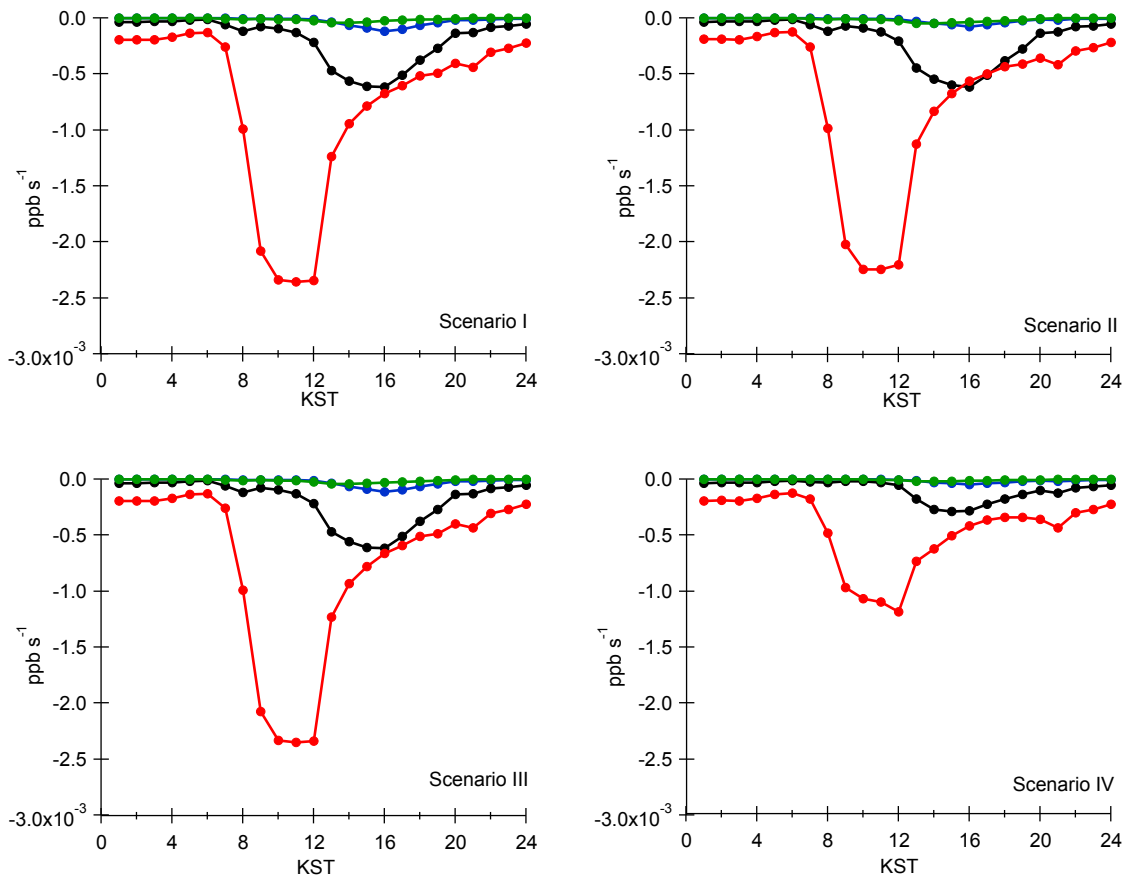 0.0
-0.5
-1.0
-1.5
-2.0
-2.5
-3.0x10⁻³
ppb s⁻¹
0 4 8 12 16 20 24
KST
Scenario I
0.0
-0.5
-1.0
-1.5
-2.0
-2.5
-3.0x10⁻³
ppb s⁻¹
0 4 8 12 16 20 24
KST
Scenario II
0.0
-0.5
-1.0
-1.5
-2.0
-2.5
-3.0x10⁻³
ppb s⁻¹
0 4 8 12 16 20 24
KST
Scenario III
0.0
-0.5
-1.0
-1.5
-2.0
-2.5
-3.0x10⁻³
ppb s⁻¹
0 4 8 12 16 20 24
KST
Scenario IV